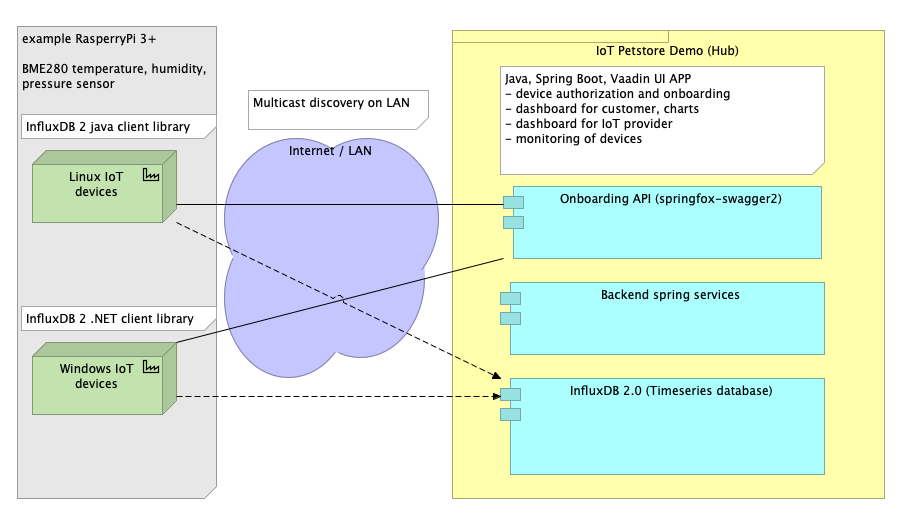 example RasperryPi 3+
BME280 temperature, humidity,
pressure sensor
InfluxDB 2 java client library
Linux IoT
devices
InfluxDB 2 .NET client library
Windows IoT
devices
Multicast discovery on LAN
Internet / LAN
IoT Petstore Demo (Hub)
Java, Spring Boot, Vaadin UI APP
- device authorization and onboarding
- dashboard for customer, charts
- dashboard for IoT provider
- monitoring of devices
Onboarding API (springfox-swagger2)
Backend spring services
InfluxDB 2.0 (Timeseries database)